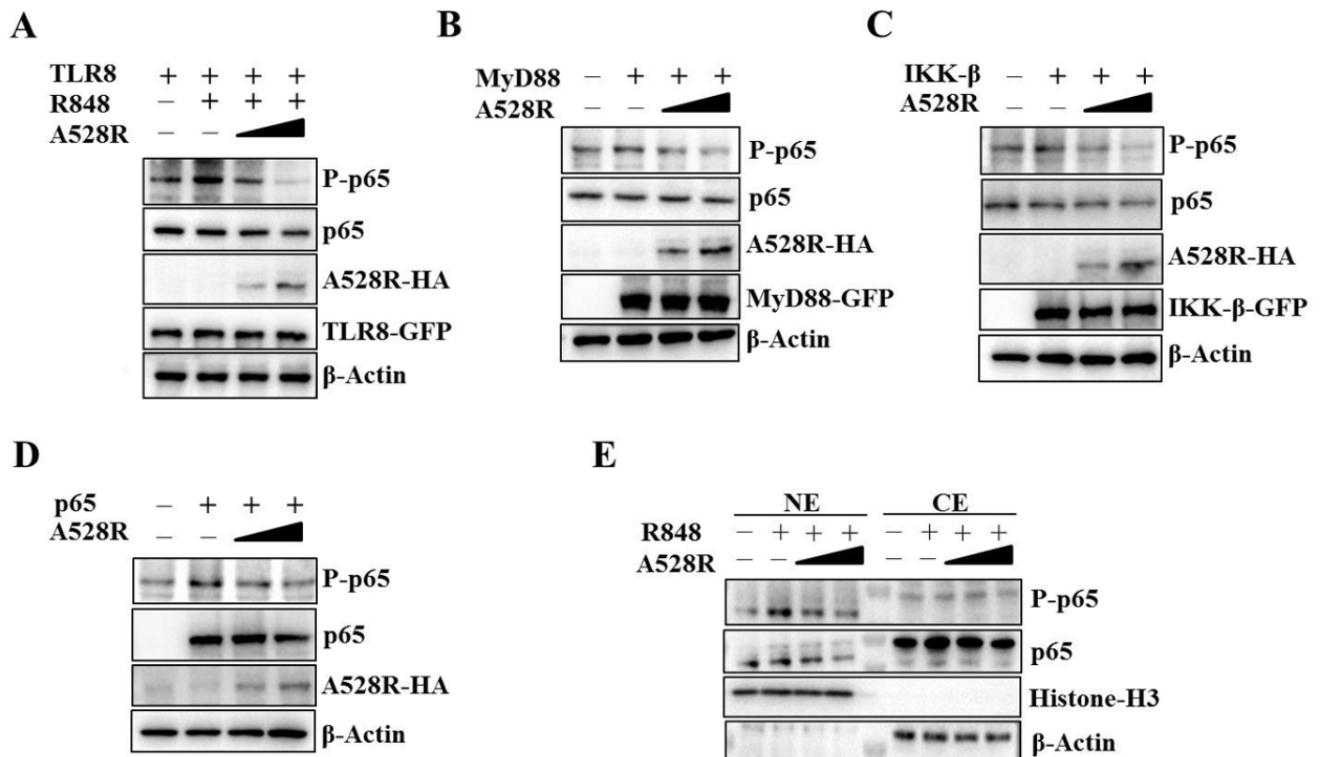 A
TLR8 + + + +
R848 – + + +
A528R – –
P-p65
p65
A528R-HA
TLR8-GFP
β-Actin
B
MyD88 – + + +
A528R – –
P-p65
p65
A528R-HA
MyD88-GFP
β-Actin
C
IKK-β – + + +
A528R – –
P-p65
p65
A528R-HA
IKK-β-GFP
β-Actin
D
p65 – + + +
A528R – –
P-p65
p65
A528R-HA
β-Actin
E
NE CE
R848 – + + + – + + +
A528R – – – –
P-p65
p65
Histone-H3
β-Actin